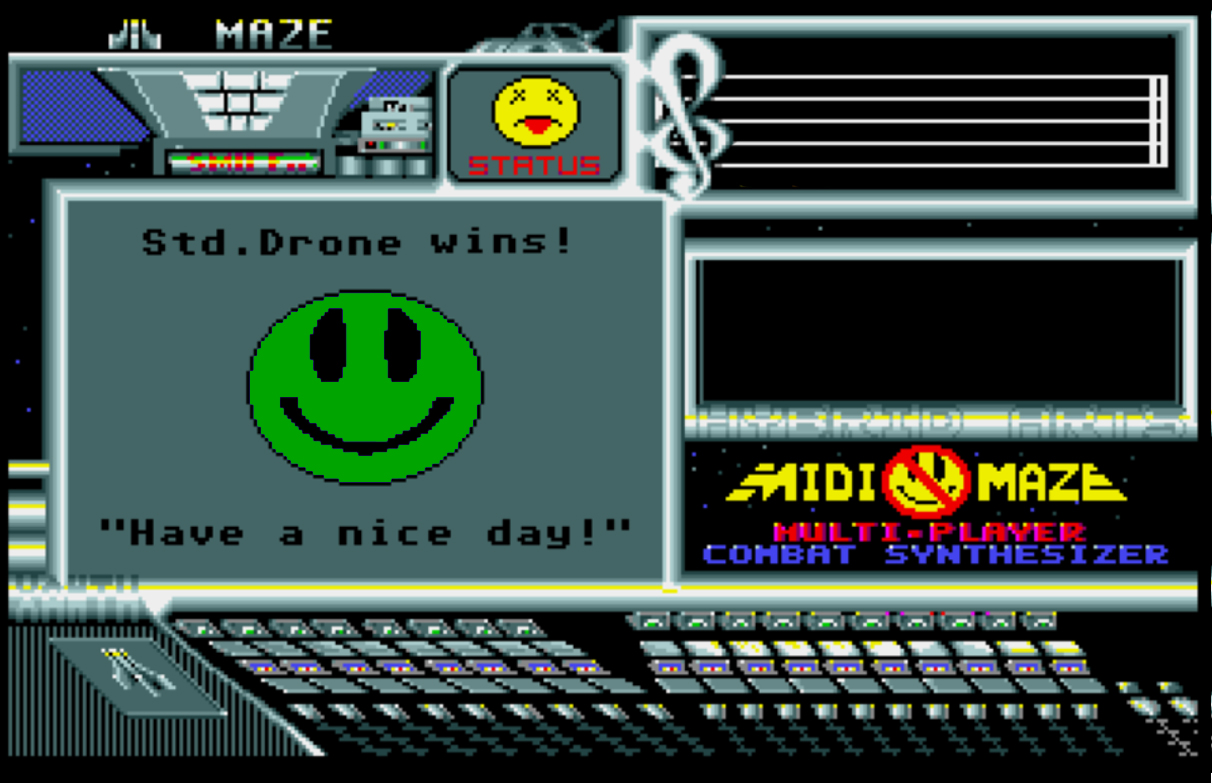 MAZE
STATUS
Std.Drone wins!
"Have a nice day!"
MIDI MAZE
MULTI-PLAYER
COMBAT SYNTHESIZER